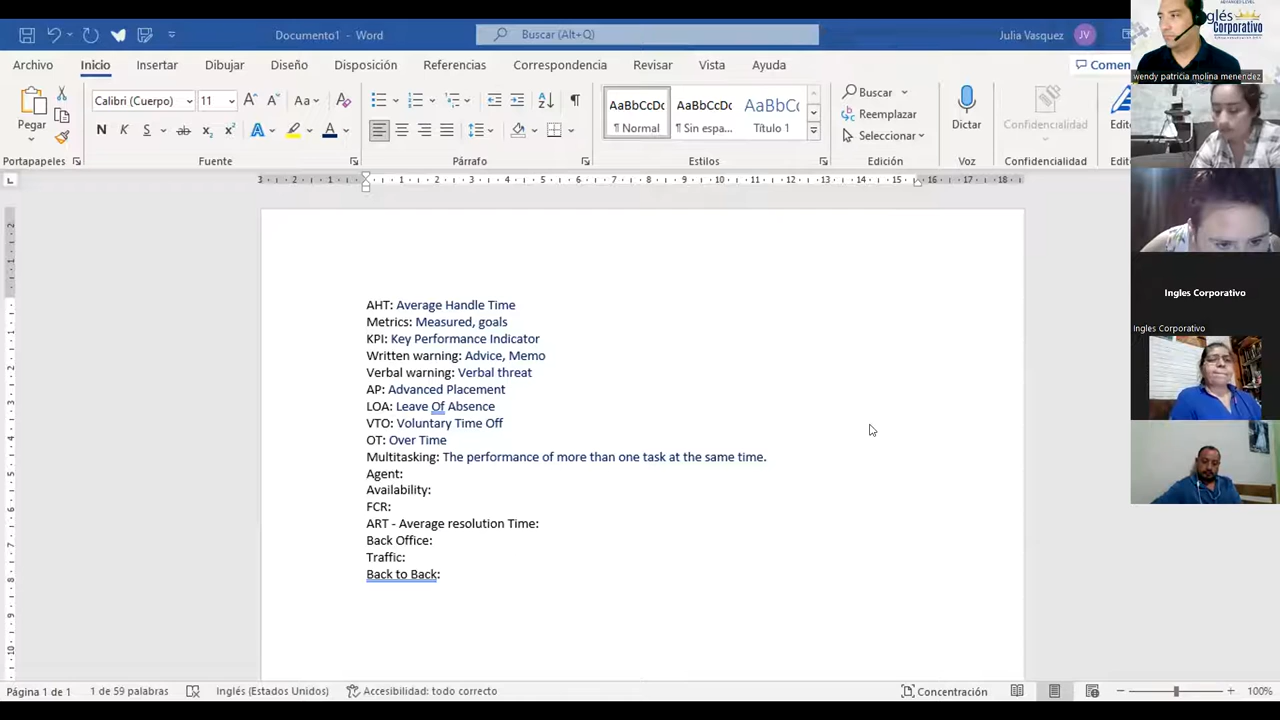 Documento1 - Word
Buscar (Alt+Q)
Julia Vasquez
JV
Inglés
Corporativo
wendy patricia molina menendez
Archivo
Inicio
Insertar
Dibujar
Diseño
Disposición
Referencias
Correspondencia
Revisar
Vista
Ayuda
Comen
Pegar
Calibri (Cuerpo)
11
AaBbCcDc
¶ Normal
AaBbCcDc
¶ Sin espa...
AaBbCc
Título 1
Buscar
Reemplazar
Seleccionar
Dictar
Confidencialidad
Portapapeles
Fuente
Párrafo
Estilos
Edición
Voz
Confidencialidad
AHT: Average Handle Time
Metrics: Measured, goals
KPI: Key Performance Indicator
Written warning: Advice, Memo
Verbal warning: Verbal threat
AP: Advanced Placement
LOA: Leave Of Absence
VTO: Voluntary Time Off
OT: Over Time
Multitasking: The performance of more than one task at the same time.
Agent:
Availability:
FCR:
ART - Average resolution Time:
Back Office:
Traffic:
Back to Back:
Ingles Corporativo
Ingles Corporativo
Página 1 de 1
1 de 59 palabras
Inglés (Estados Unidos)
Accesibilidad: todo correcto
Concentración
100%